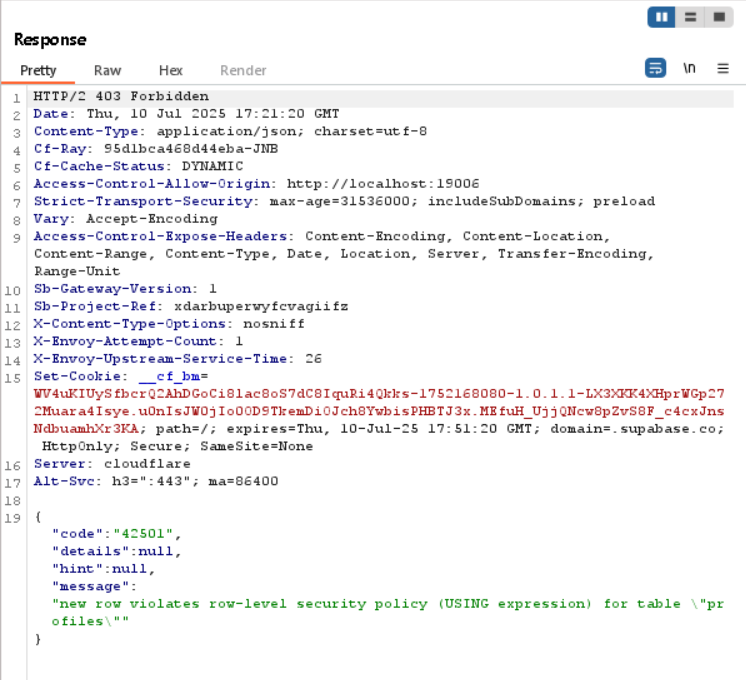 Response
Pretty Raw Hex Render \n
1 HTTP/2 403 Forbidden
2 Date: Thu, 10 Jul 2025 17:21:20 GMT
3 Content-Type: application/json; charset=utf-8
4 Cf-Ray: 95d1bca468d44eba-JNB
5 Cf-Cache-Status: DYNAMIC
6 Access-Control-Allow-Origin: http://localhost:19006
7 Strict-Transport-Security: max-age=31536000; includeSubDomains; preload
8 Vary: Accept-Encoding
9 Access-Control-Expose-Headers: Content-Encoding, Content-Location,
Content-Range, Content-Type, Date, Location, Server, Transfer-Encoding,
Range-Unit
10 Sb-Gateway-Version: 1
11 Sb-Project-Ref: xdarbuperwyfcvagiifz
12 X-Content-Type-Options: nosniff
13 X-Envoy-Attempt-Count: 1
14 X-Envoy-Upstream-Service-Time: 26
15 Set-Cookie: __cf_bm=
WV4uKIUySfbcrQ2AhDGoCi8lac8oS7dC8IquRi4Qkks-1752168080-1.0.1.1-LX3XKK4XHprWGp27
2Muara4Isye.u0nIsJW0jIo00D9TkemDi0Jch8YwbisPHBTJ3x.MEfuH_UjjQNcw8pZvS8F_c4cxJns
NdbuamhXr3KA; path=/; expires=Thu, 10-Jul-25 17:51:20 GMT; domain=.supabase.co;
HttpOnly; Secure; SameSite=None
16 Server: cloudflare
17 Alt-Svc: h3=":443"; ma=86400
18
19 {
"code":"42501",
"details":null,
"hint":null,
"message":
"new row violates row-level security policy (USING expression) for table \"pr
ofiles\""
}